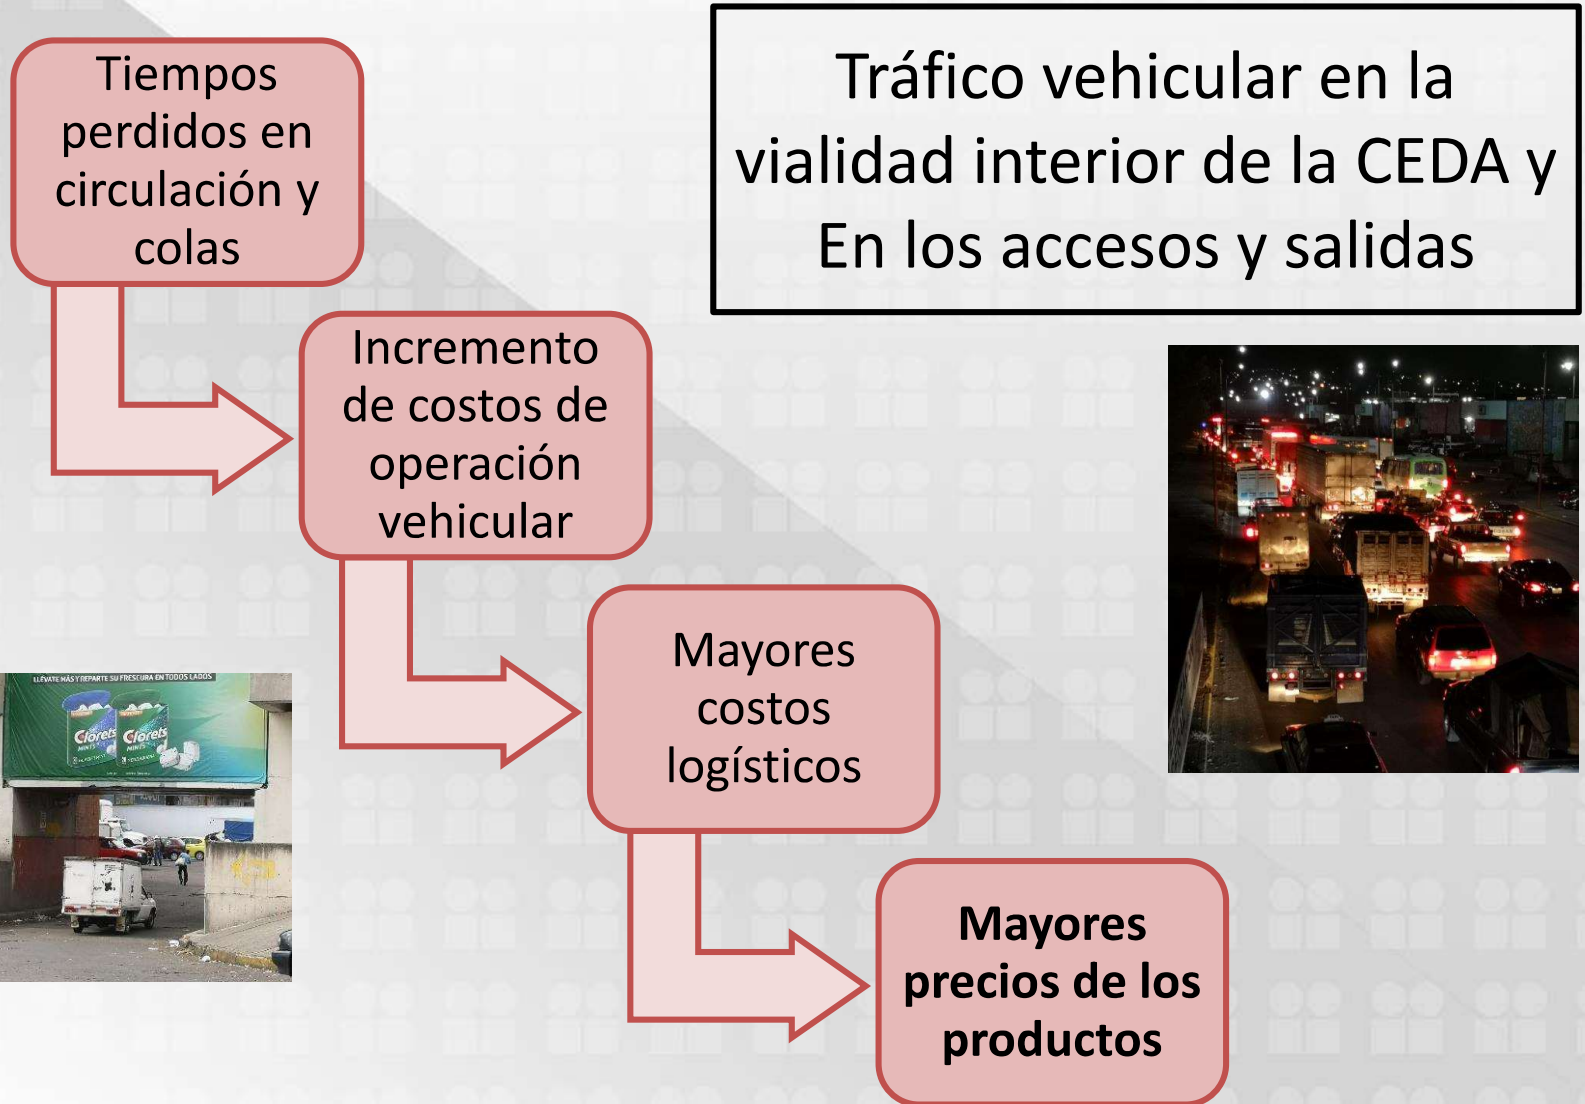 Tráfico vehicular en la
vialidad interior de la CEDA y
En los accesos y salidas
Tiempos
perdidos en
circulación y
colas
Incremento
de costos de
operación
vehicular
Mayores
costos
logísticos
Mayores
precios de los
productos
LLÉVATE MÁS Y REPARTE SU FRESCURA EN TODOS LADOS
Clorets
MINTS
Clorets
MINTS